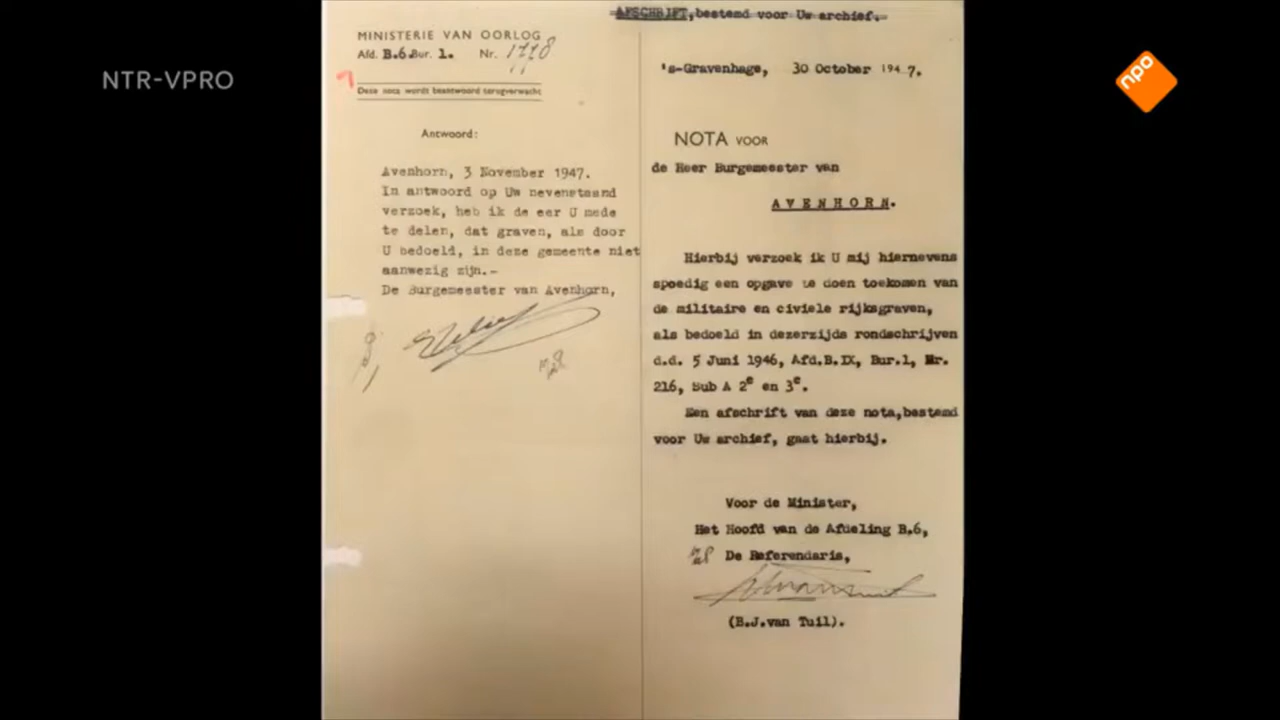 NTR-VPRO
npo
AFSCHRIFT, bestemd voor Uw archief.
MINISTERIE VAN OORLOG
Afd. B.6. Bur. 1. Nr. 1778
Deze nota wordt beantwoord terugverwacht
Antwoord:
Avenhorn, 3 November 1947.
In antwoord op Uw nevenstaand
verzoek, heb ik de eer U mede
te delen, dat graven, als door
U bedoeld, in deze gemeente niet
aanwezig zijn.-
De Burgemeester van Avenhorn,
's-Gravenhage, 30 October 1947.
NOTA VOOR
de Heer Burgemeester van
AVENHORN.
Hierbij verzoek ik U mij hiernevens
spoedig een opgave te doen toekomen van
de militaire en civiele rijksgraven,
als bedoeld in dezerzijds rondschrijven
d.d. 5 Juni 1946, Afd.B.IX, Bur.1, Nr.
216, Sub A 2e en 3e.
Een afschrift van deze nota,bestemd
voor Uw archief, gaat hierbij.
Voor de Minister,
Het Hoofd van de Afdeling B.6,
De Referendaris,
(B.J.van Tuil).